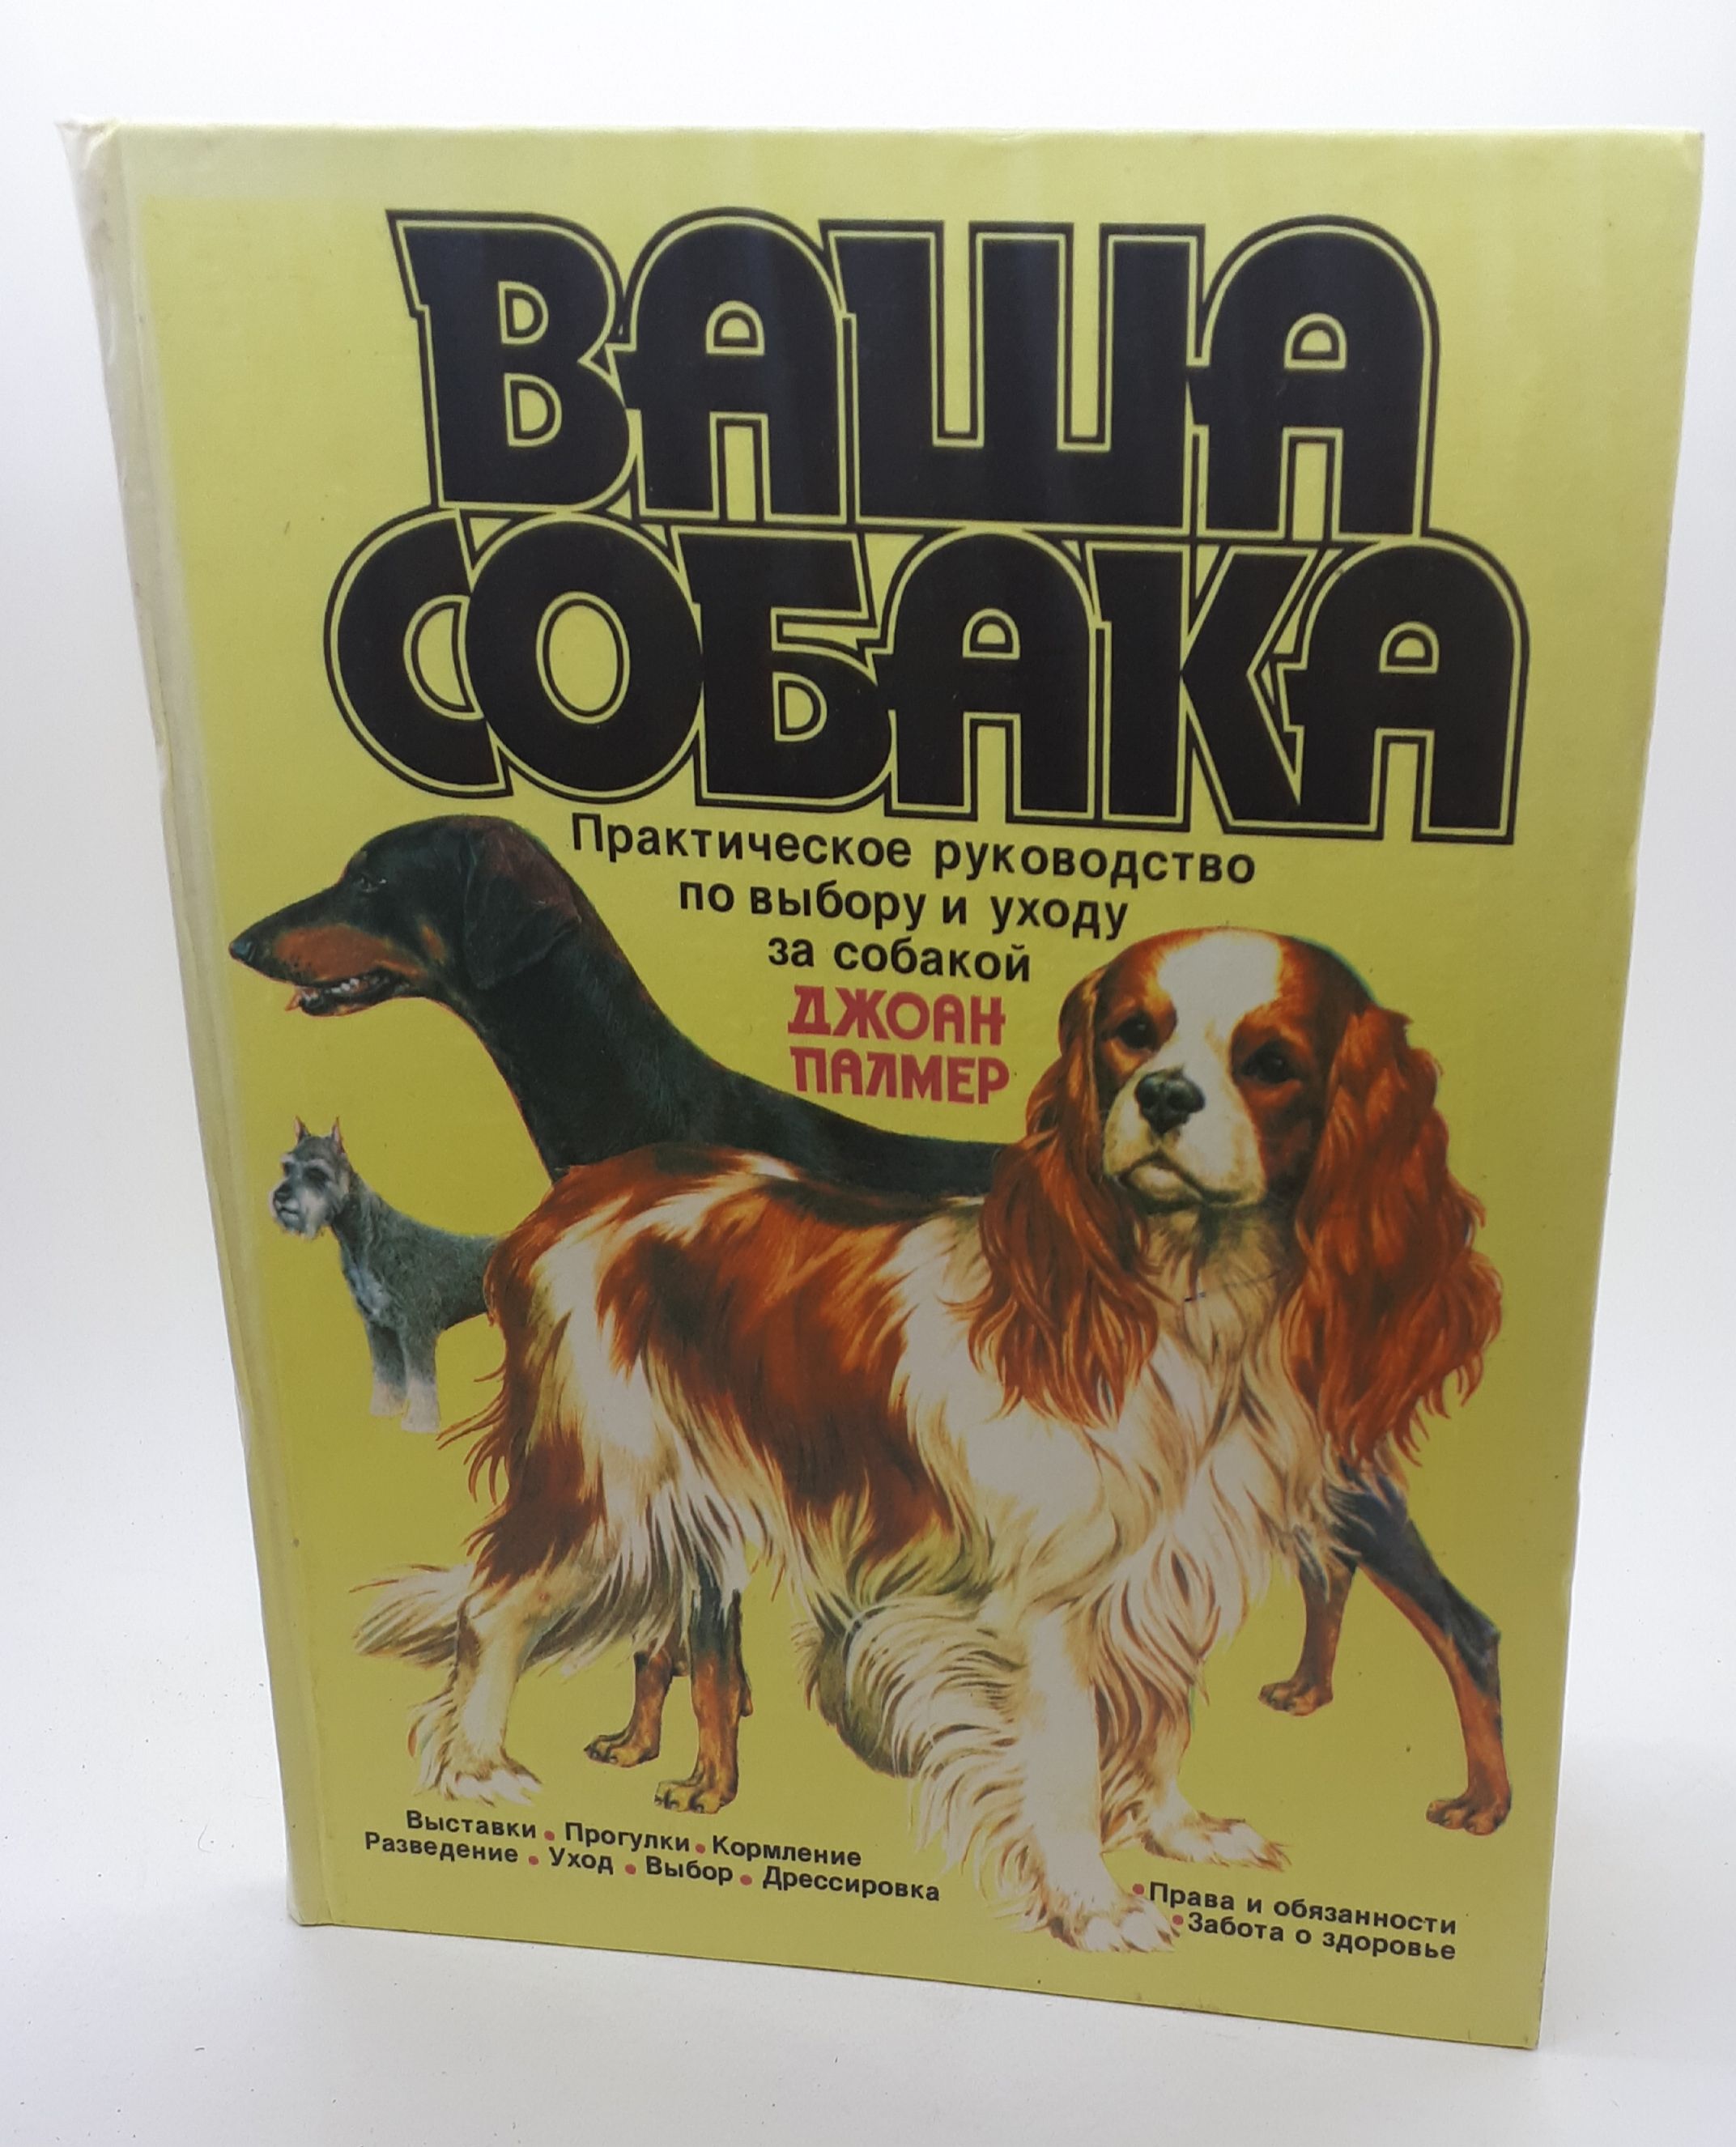 ВАША
СОБАКА
Практическое руководство
по выбору и уходу
за собакой
ДЖОАН
ПАЛМЕР
Выставки • Прогулки • Кормление
Разведение • Уход • Выбор • Дрессировка
• Права и обязанности
• Забота о здоровье